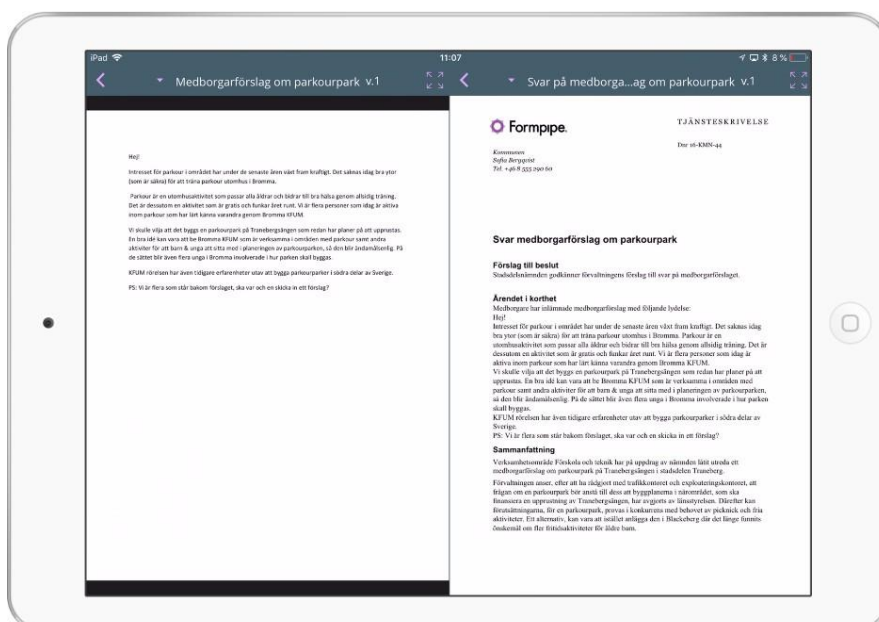 iPad
11:07
8 %
Medborgarförslag om parkourpark v.1
Svar på medborga...ag om parkourpark v.1
Hej!
Intresset för parkour i området har under de senaste åren växt fram kraftigt. Det saknas idag bra ytor
(som är säkra) för att träna parkour utomhus i Bromma.
Parkour är en utomhusaktivitet som passar alla åldrar och bidrar till bra hälsa genom allsidig träning.
Det är dessutom en aktivitet som är gratis och funkar året runt. Vi är flera personer som idag är aktiva
inom parkour som har lärt känna varandra genom Bromma KFUM.
Vi skulle vilja att det byggs en parkourpark på Tranebergsängen som redan har planer på att upprustas.
En bra idé kan vara att be Bromma KFUM som är verksamma i områden med parkour samt andra
aktiviter för att barn & unga att sitta med i planeringen av parkourparken, så den blir ändamålsenlig. På
de sättet blir även flera unga i Bromma involverade i hur parken skall byggas.
KFUM rörelsen har även tidigare erfarenheter utav att bygga parkourparker i södra delar av Sverige.
PS: Vi är flera som står bakom förslaget, ska var och en skicka in ett förslag?
Formpipe.
TJÄNSTESKRIVELSE
Dnr 16-KMN-44
Kommunen
Sofia Bergqvist
Tel. +46 8 555 290 60
Svar medborgarförslag om parkourpark
Förslag till beslut
Stadsdelsnämnden godkänner förvaltningens förslag till svar på medborgarförslaget.
Ärendet i korthet
Medborgare har inlämnade medborgarförslag med följande lydelse:
Hej!
Intresset för parkour i området har under de senaste åren växt fram kraftigt. Det saknas idag
bra ytor (som är säkra) för att träna parkour utomhus i Bromma. Parkour är en
utomhusaktivitet som passar alla åldrar och bidrar till bra hälsa genom allsidig träning. Det är
dessutom en aktivitet som är gratis och funkar året runt. Vi är flera personer som idag är
aktiva inom parkour som har lärt känna varandra genom Bromma KFUM.
Vi skulle vilja att det byggs en parkourpark på Tranebergsängen som redan har planer på att
upprustas. En bra idé kan vara att be Bromma KFUM som är verksamma i områden med
parkour samt andra aktiviter för att barn & unga att sitta med i planeringen av parkourparken,
så den blir ändamålsenlig. På de sättet blir även flera unga i Bromma involverade i hur parken
skall byggas.
KFUM rörelsen har även tidigare erfarenheter utav att bygga parkourparker i södra delar av
Sverige.
PS: Vi är flera som står bakom förslaget, ska var och en skicka in ett förslag?
Sammanfattning
Verksamhetsområde Förskola och teknik har på uppdrag av nämnden låtit utreda ett
medborgarförslag om parkourpark på Tranebergsängen i stadsdelen Traneberg.
Förvaltningen anser, efter att ha rådgjort med trafikkontoret och exploateringskontoret, att
frågan om en parkourpark bör anstå till dess att byggplanerna i närområdet, som ska
finansiera en upprustning av Tranebergsängen, har avgjorts av länsstyrelsen. Därefter kan
förutsättningarna, för en parkourpark, provas i konkurrens med behovet av picknick och fria
aktiviteter. Ett alternativ, kan vara att istället anlägga den i Blackeberg där det länge funnits
önskemål om fler fritidsaktiviteter för äldre barn.